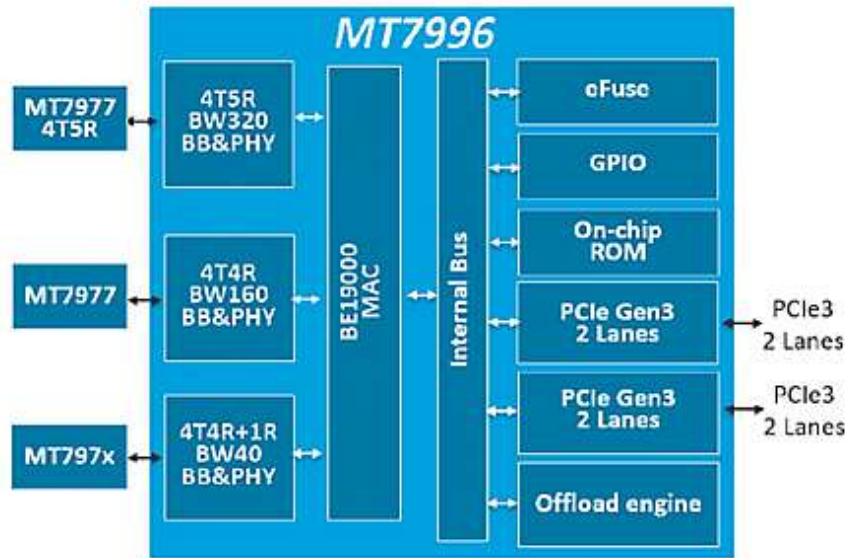 MT7996
MT7977
4T5R
4T5R
BW320
BB&PHY
MT7977
4T4R
BW160
BB&PHY
MT797x
4T4R+1R
BW40
BB&PHY
BE19000
MAC
Internal Bus
eFuse
GPIO
On-chip
ROM
PCIe Gen3
2 Lanes
PCIe3
2 Lanes
PCIe Gen3
2 Lanes
PCIe3
2 Lanes
Offload engine